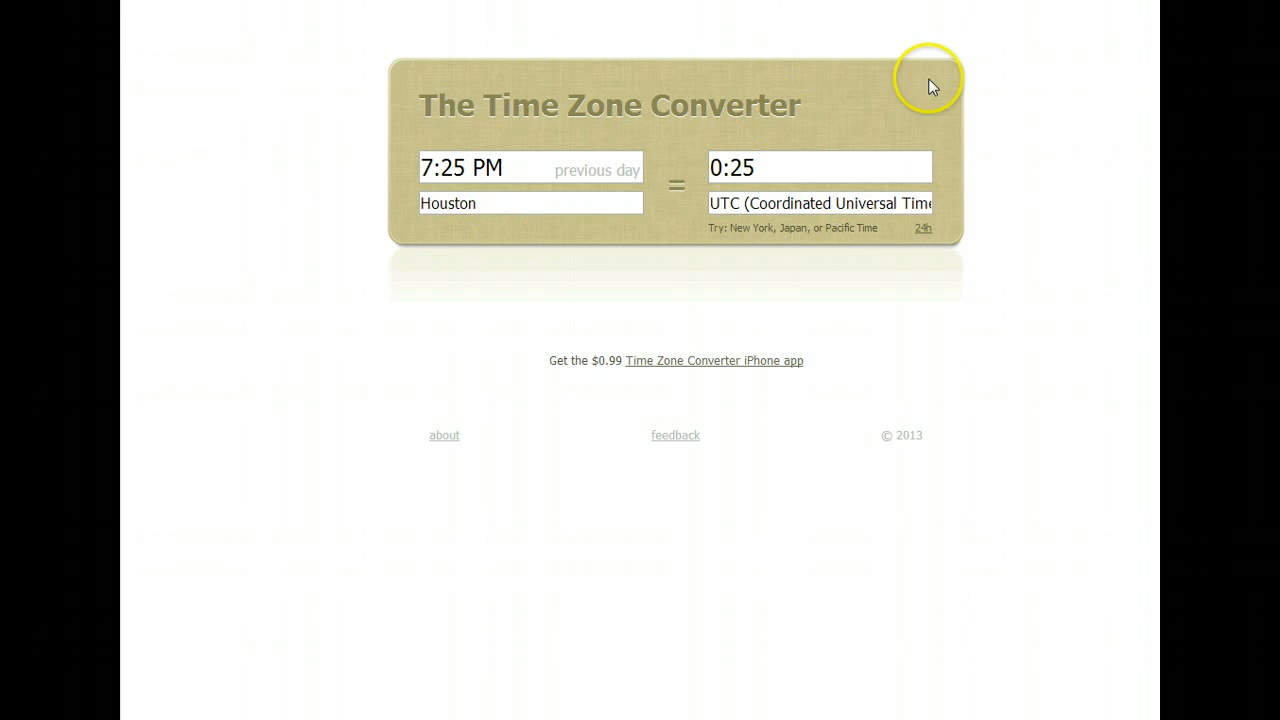 The Time Zone Converter
7:25 PM previous day = 0:25
Houston UTC (Coordinated Universal Time
Try: New York, Japan, or Pacific Time 24h
Get the $0.99 Time Zone Converter iPhone app
about feedback © 2013